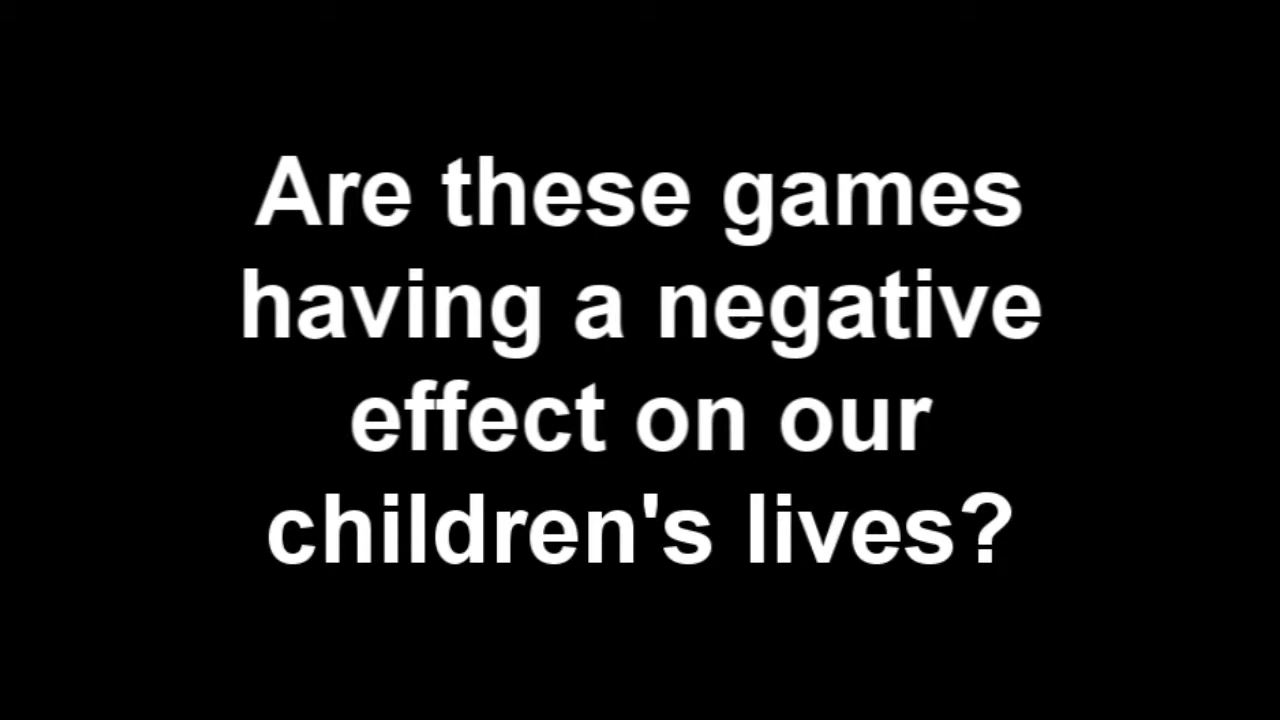 Are these games
having a negative
effect on our
children's lives?